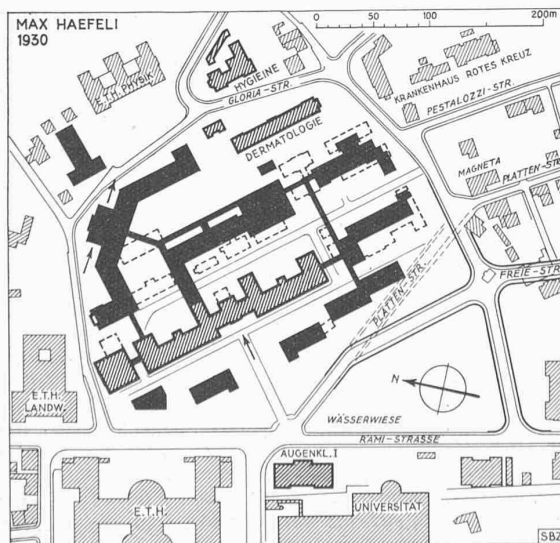 MAX HAEFELI
1930
0 50 100 200m
E.T.H. PHYSIK
HYGIEINE
GLORIA-STR.
KRANKENHAUS ROTES KREUZ
PESTALOZZI-STR.
DERMATOLOGIE
MAGNETA
PLATTEN-STR.
PLATTEN-STR.
FREIE-STR.
N
E.T.H.
LANDW.
WÄSSERWIESE
RÄMI-STRASSE
AUGENKL. I
E.T.H.
UNIVERSITÄT
SBZ